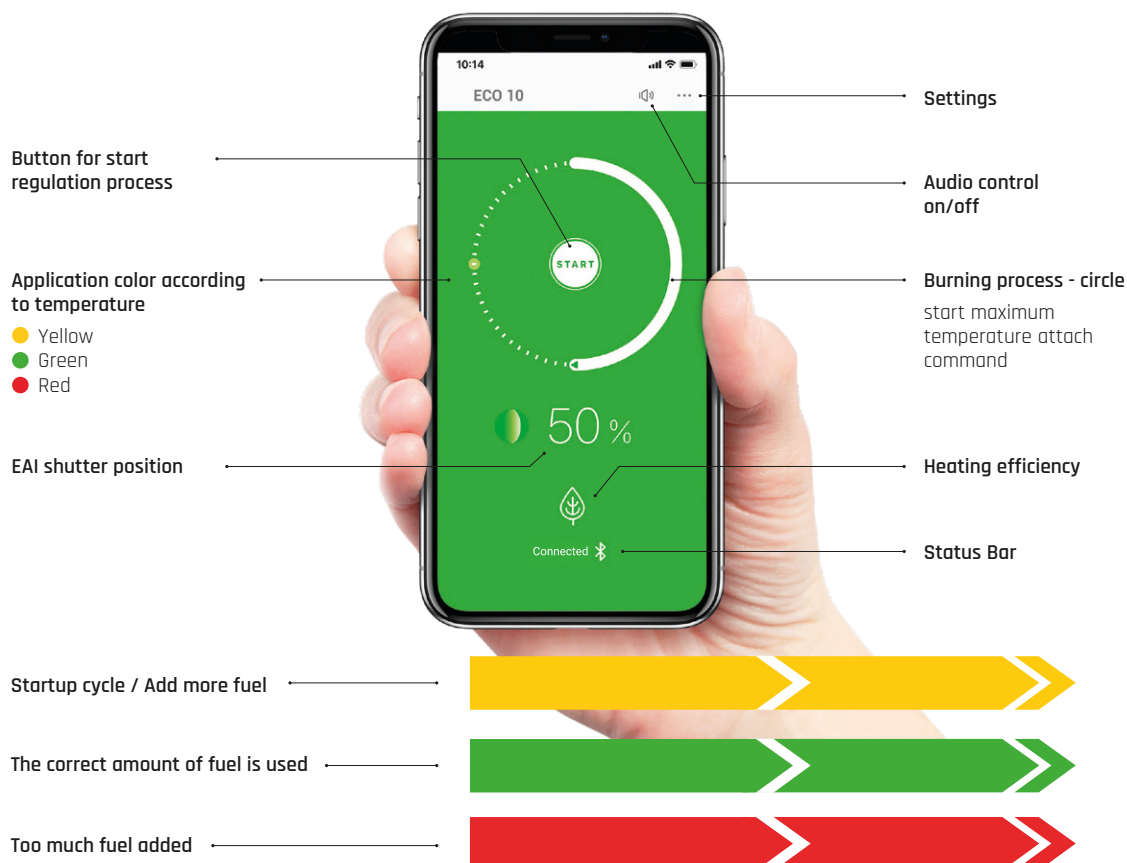 10:14
ECO 10
Settings
Button for start
regulation process
Audio control
on/off
START
Application color according
to temperature
Yellow
Green
Red
Burning process - circle
start maximum
temperature attach
command
50 %
EAI shutter position
Heating efficiency
Connected
Status Bar
Startup cycle / Add more fuel
The correct amount of fuel is used
Too much fuel added